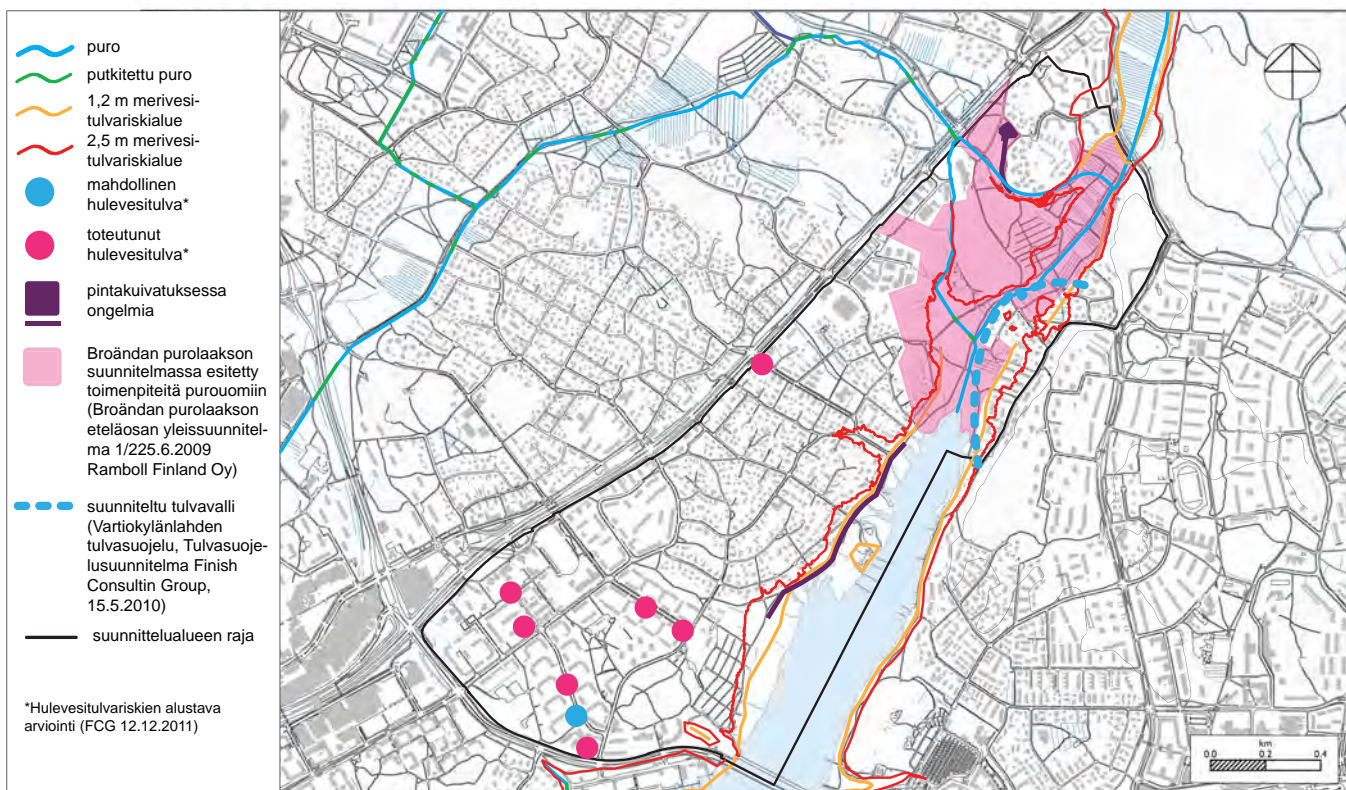 puro
putkitettu puro
1,2 m merivesi-
tulvariskialue
2,5 m merivesi-
tulvariskialue
mahdollinen
hulevesitulva*
toteutunut
hulevesitulva*
pintakuivatuksessa
ongelmia
Broändan purolaakson
suunnitelmassa esitetty
toimenpiteitä purouomiin
(Broändan purolaakson
eteläosan yleissuunnitel-
ma 1/225.6.2009
Ramboll Finland Oy)
suunniteltu tulvavalli
(Vartiokylänlahden
tulvasuojelu, Tulvasuoje-
lusuunnitelma Finish
Consultin Group,
15.5.2010)
suunnittelualueen raja
*Hulevesitulvariskien alustava
arviointi (FCG 12.12.2011)
km
0.0 0.2 0.4